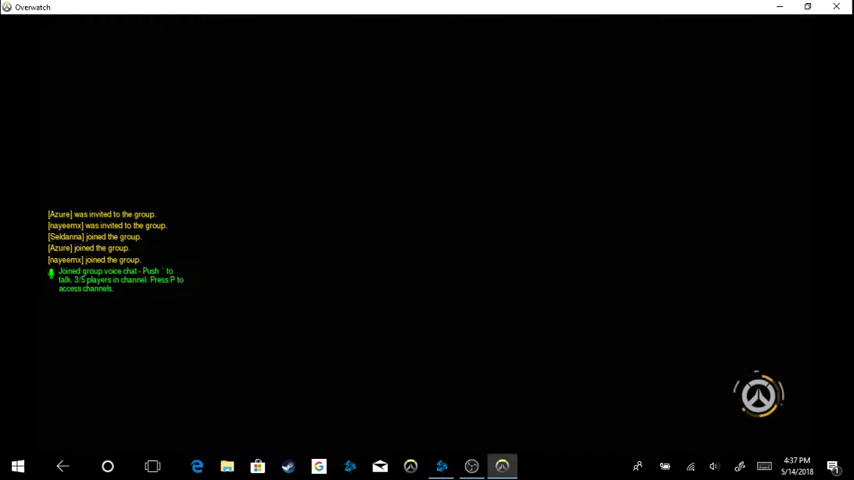 Overwatch
[Azure] was invited to the group.
[nayeemx] was invited to the group.
[Seldanna] joined the group.
[Azure] joined the group.
[nayeemx] joined the group.
Joined group voice chat - Push ` to
talk. 3/5 players in channel. Press P to
access channels.
4:37 PM
5/14/2018